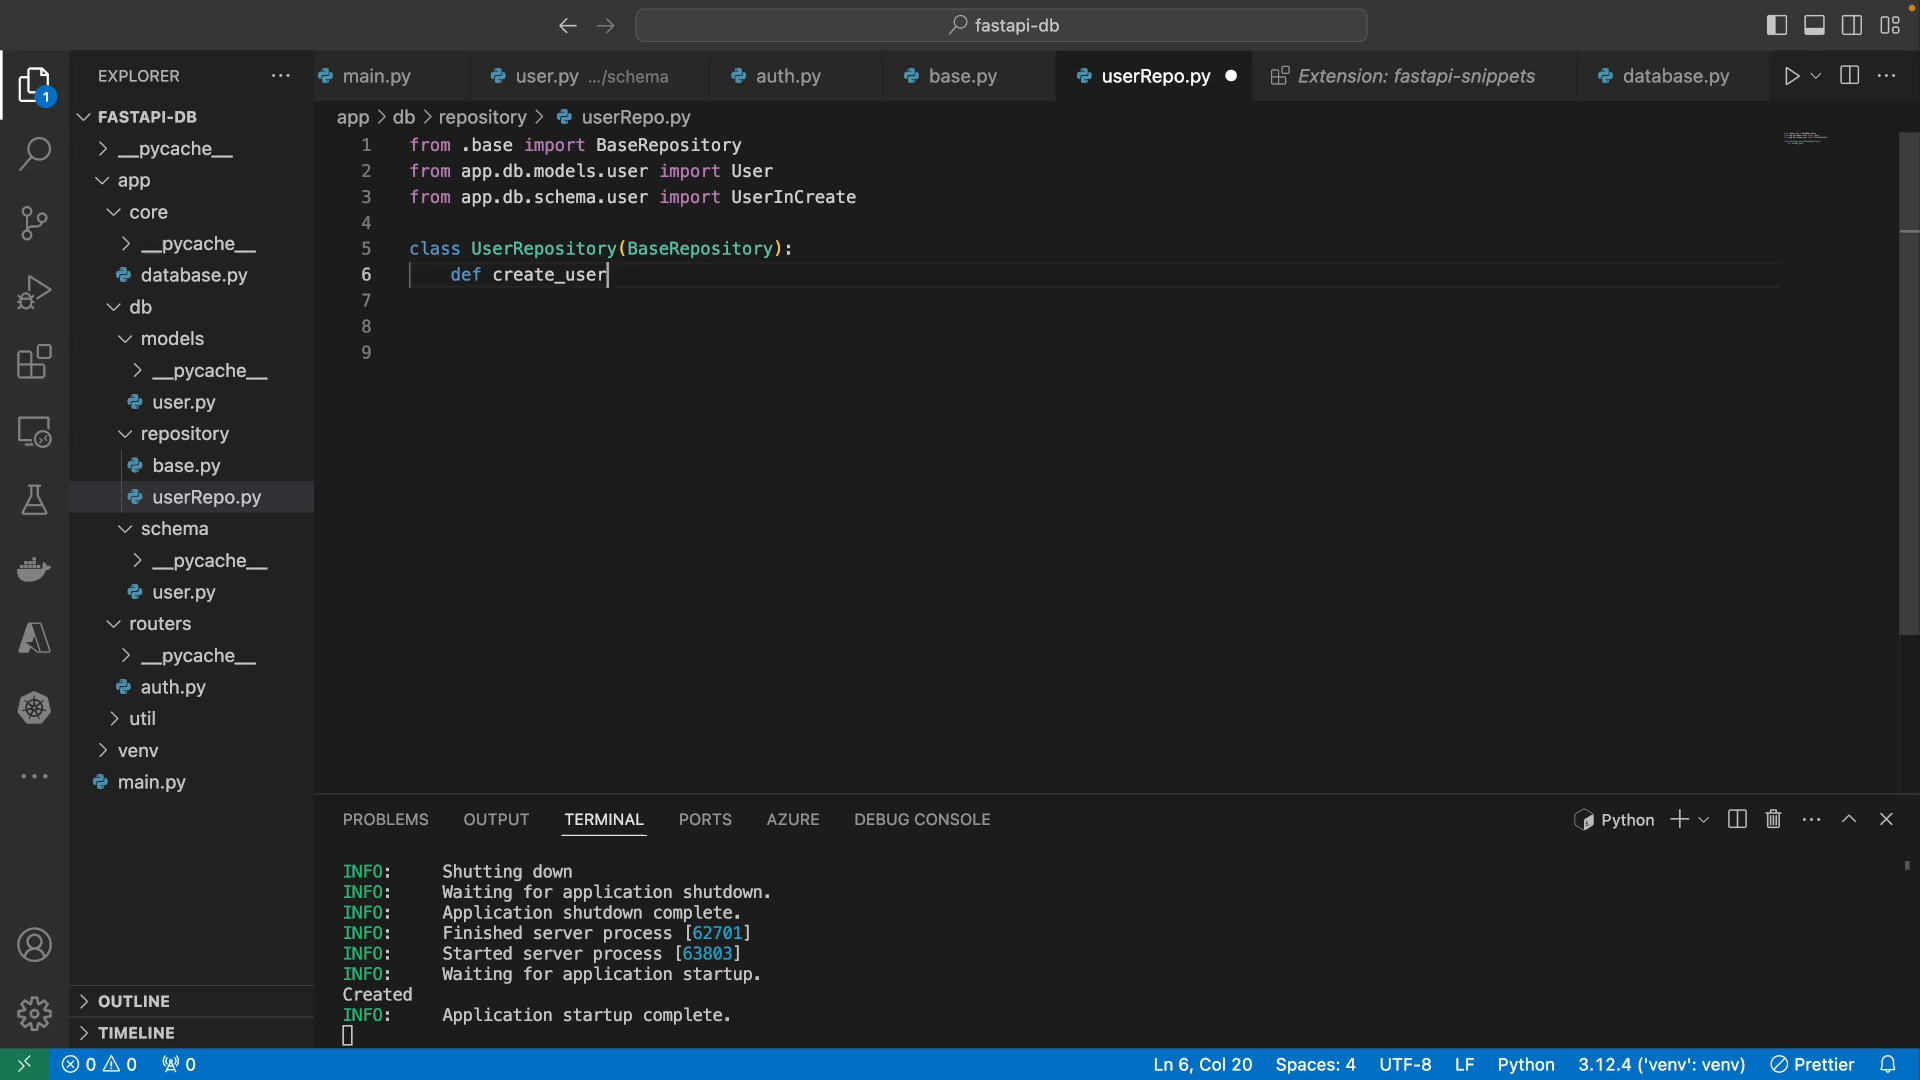 fastapi-db
EXPLORER
main.py
user.py .../schema
auth.py
base.py
userRepo.py
Extension: fastapi-snippets
database.py
1
FASTAPI-DB
__pycache__
app
core
__pycache__
database.py
db
models
__pycache__
user.py
repository
base.py
userRepo.py
schema
__pycache__
user.py
routers
__pycache__
auth.py
util
venv
main.py
OUTLINE
TIMELINE
app > db > repository > userRepo.py
1 from .base import BaseRepository
2 from app.db.models.user import User
3 from app.db.schema.user import UserInCreate
4
5 class UserRepository(BaseRepository):
6 def create_user
7
8
9
PROBLEMS OUTPUT TERMINAL PORTS AZURE DEBUG CONSOLE
Python
INFO: Shutting down
INFO: Waiting for application shutdown.
INFO: Application shutdown complete.
INFO: Finished server process [62701]
INFO: Started server process [63803]
INFO: Waiting for application startup.
Created
INFO: Application startup complete.
0 0 0
Ln 6, Col 20 Spaces: 4 UTF-8 LF Python 3.12.4 ('venv': venv) Prettier